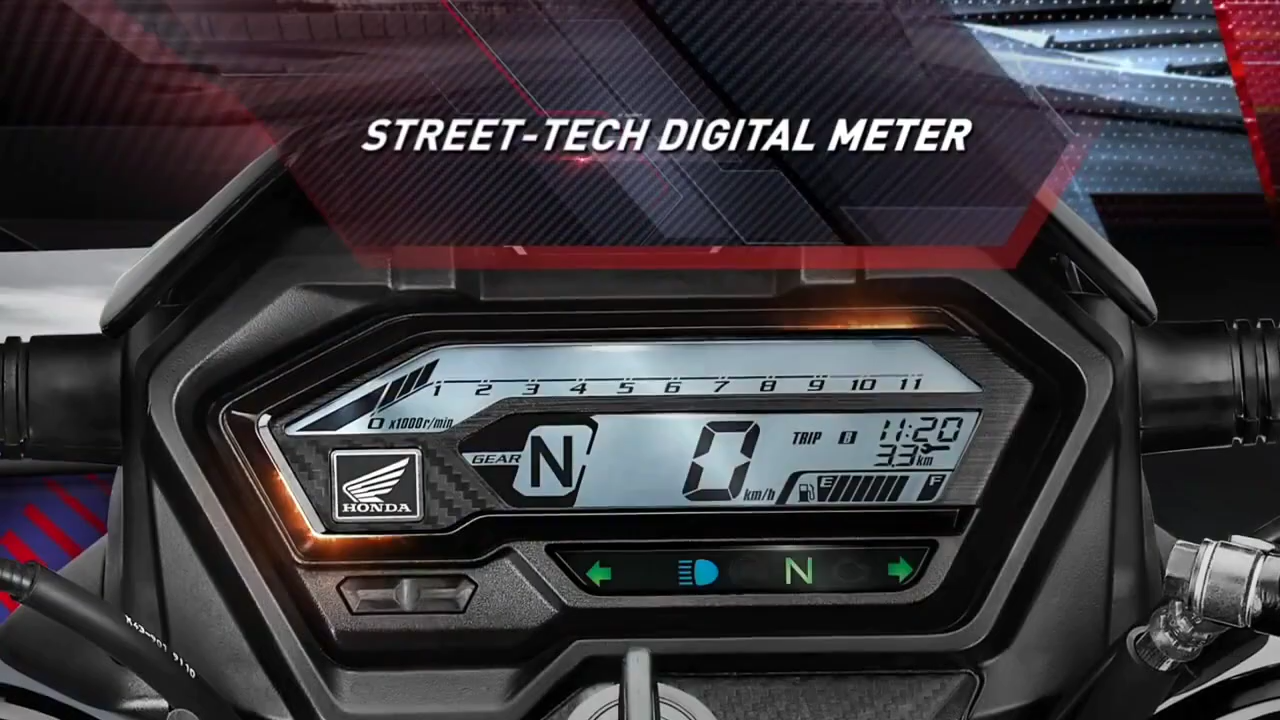 STREET-TECH DIGITAL METER
1 2 3 4 5 6 7 8 9 10 11
0 x1000r/min
GEAR N
0 km/h
TRIP B 11:20
3.3 km
E F
HONDA
N